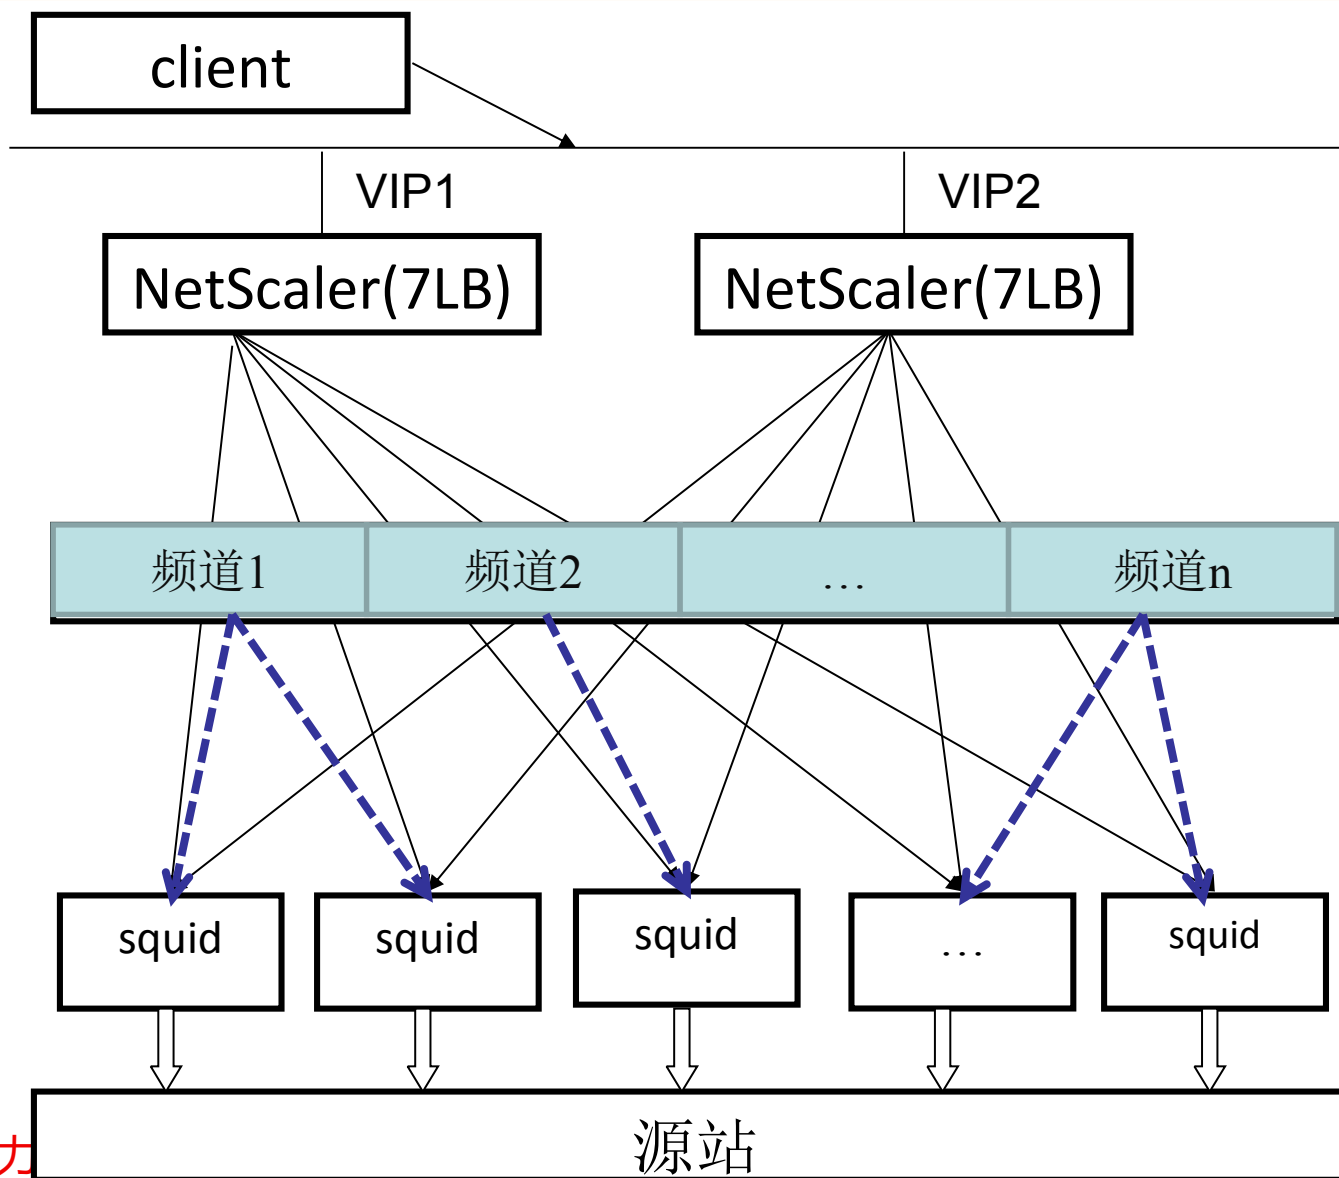 client
VIP1
VIP2
NetScaler(7LB)
NetScaler(7LB)
频道1
频道2
...
频道n
squid
squid
squid
...
squid
源站